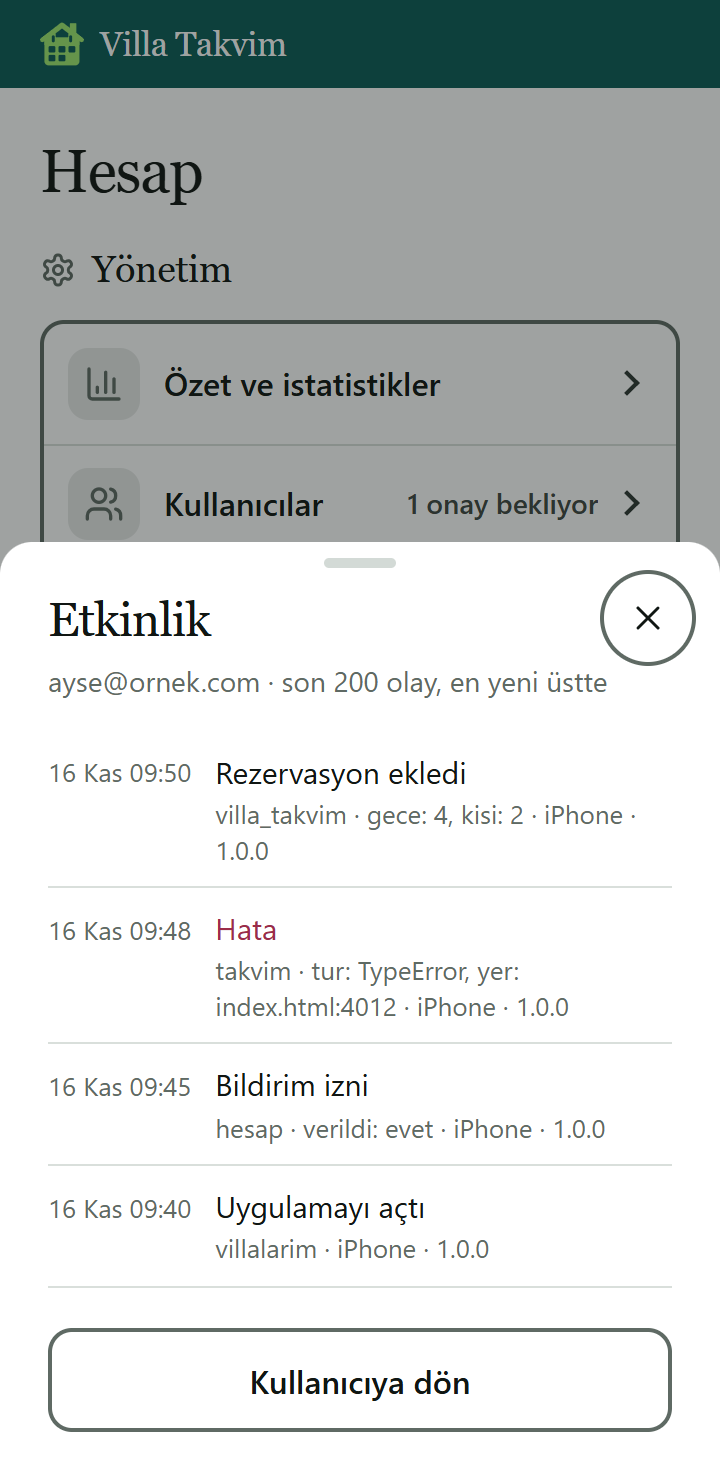 Villa Takvim
Hesap
Yönetim
Özet ve istatistikler
Kullanıcılar 1 onay bekliyor
Etkinlik
ayse@ornek.com · son 200 olay, en yeni üstte
16 Kas 09:50 Rezervasyon ekledi
villa_takvim · gece: 4, kisi: 2 · iPhone ·
1.0.0
16 Kas 09:48 Hata
takvim · tur: TypeError, yer:
index.html:4012 · iPhone · 1.0.0
16 Kas 09:45 Bildirim izni
hesap · verildi: evet · iPhone · 1.0.0
16 Kas 09:40 Uygulamayı açtı
villalarim · iPhone · 1.0.0
Kullanıcıya dön